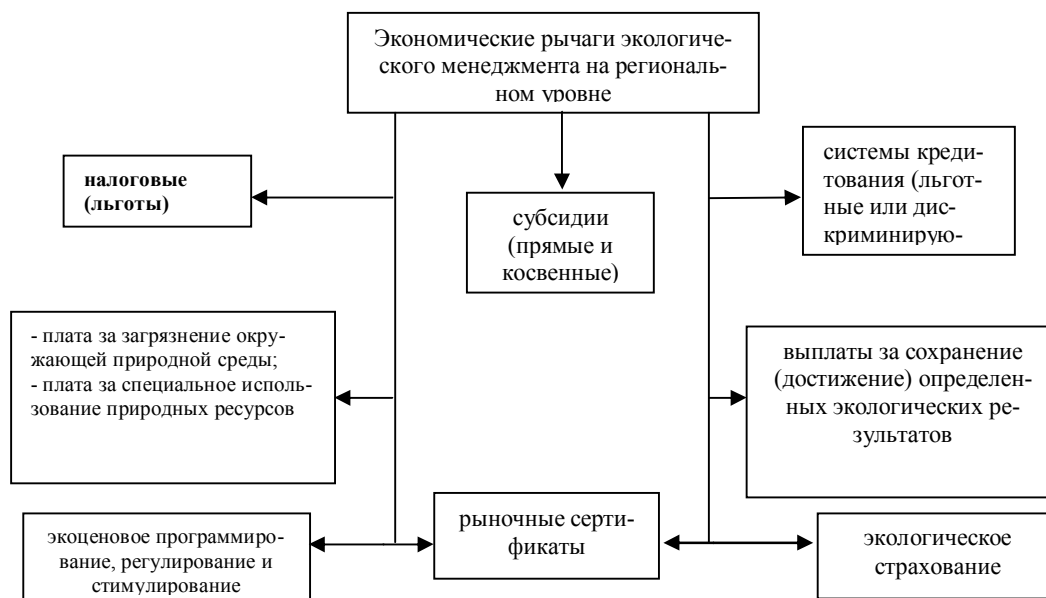 Экономические рычаги экологиче-
ского менеджмента на региональ-
ном уровне
налоговые
(льготы)
субсидии
(прямые и
косвенные)
системы креди-
тования (льгот-
ные или дис-
криминирую-
- плата за загрязнение окру-
жающей природной среды;
- плата за специальное исполь-
зование природных ресурсов
выплаты за сохранение
(достижение) определен-
ных экологических ре-
зультатов
экоценовое программиро-
вание, регулирование и
стимулирование
рыночные серти-
фикаты
экологическое
страхование